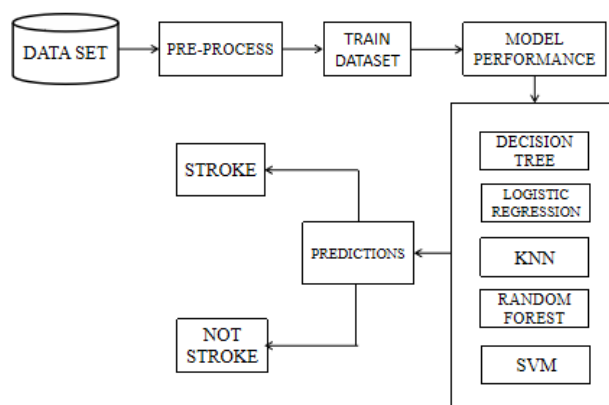 DATA SET
PRE-PROCESS
TRAIN
DATASET
MODEL
PERFORMANCE
DECISION
TREE
LOGISTIC
REGRESSION
KNN
RANDOM
FOREST
SVM
PREDICTIONS
STROKE
NOT
STROKE